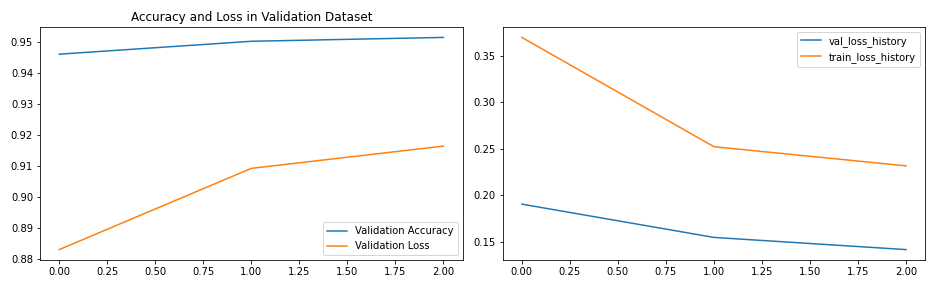 Accuracy and Loss in Validation Dataset
0.95
0.94
0.93
0.92
0.91
0.90
0.89
0.88
Validation Accuracy
Validation Loss
0.00 0.25 0.50 0.75 1.00 1.25 1.50 1.75 2.00
0.35
0.30
0.25
0.20
0.15
val_loss_history
train_loss_history
0.00 0.25 0.50 0.75 1.00 1.25 1.50 1.75 2.00